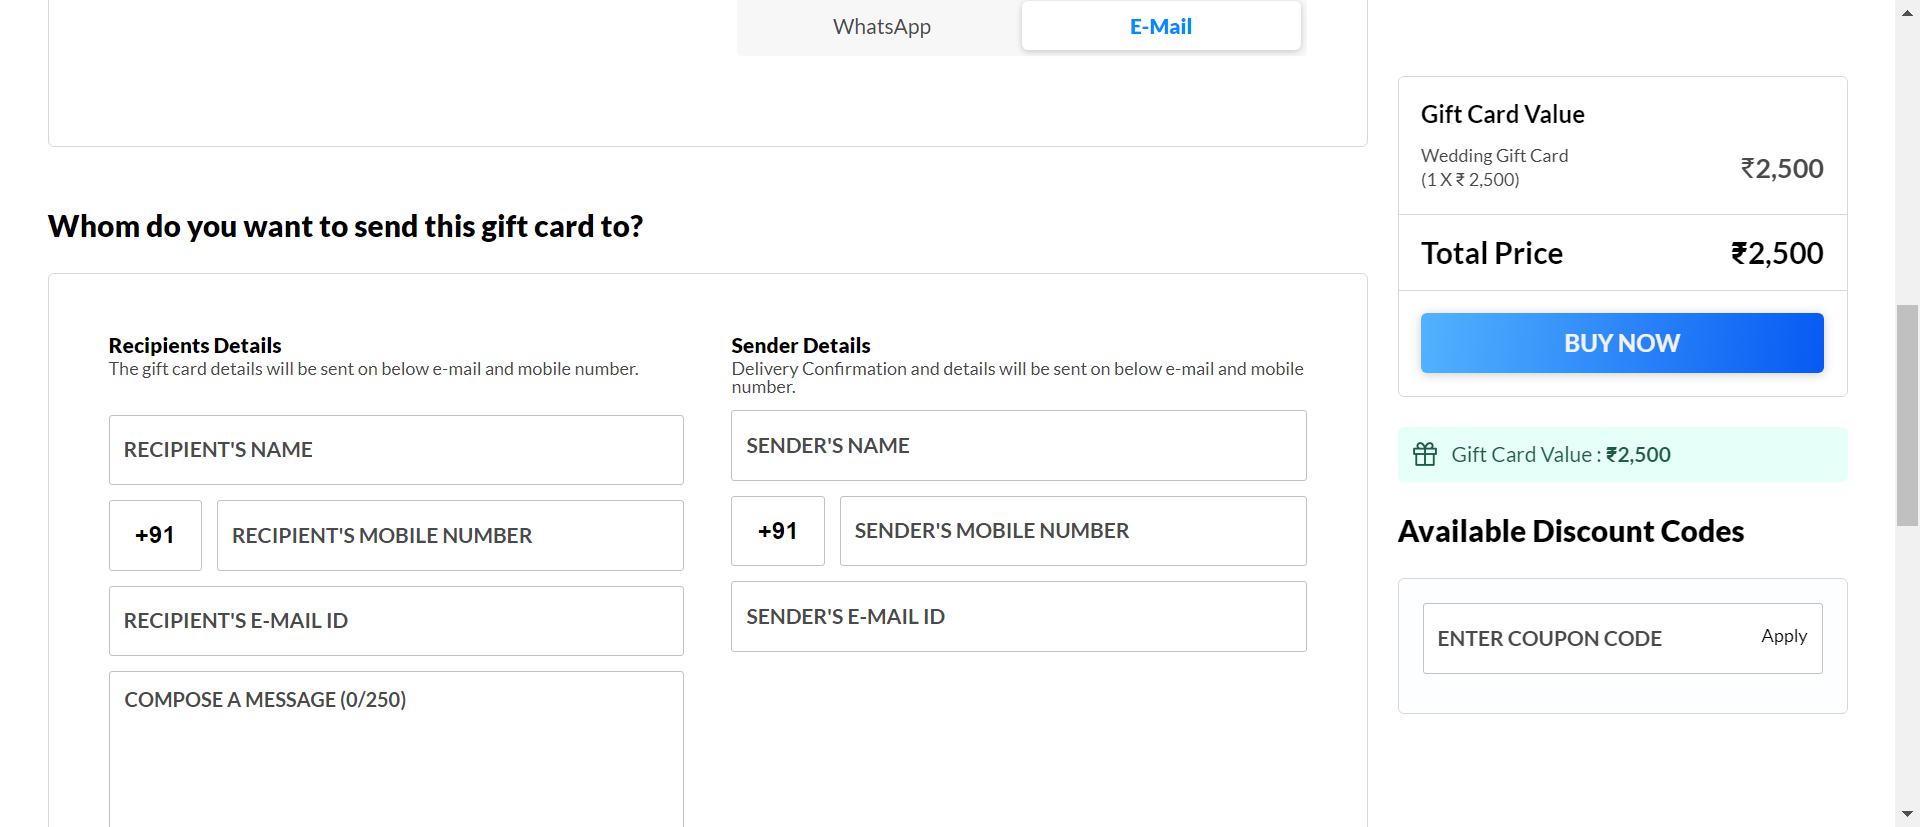 WhatsApp
E-Mail
Whom do you want to send this gift card to?
Recipients Details
The gift card details will be sent on below e-mail and mobile number.
RECIPIENT'S NAME
+91
RECIPIENT'S MOBILE NUMBER
RECIPIENT'S E-MAIL ID
COMPOSE A MESSAGE (0/250)
Sender Details
Delivery Confirmation and details will be sent on below e-mail and mobile
number.
SENDER'S NAME
+91
SENDER'S MOBILE NUMBER
SENDER'S E-MAIL ID
Gift Card Value
Wedding Gift Card
(1 X ₹ 2,500)
₹2,500
Total Price
₹2,500
BUY NOW
Gift Card Value : ₹2,500
Available Discount Codes
ENTER COUPON CODE
Apply